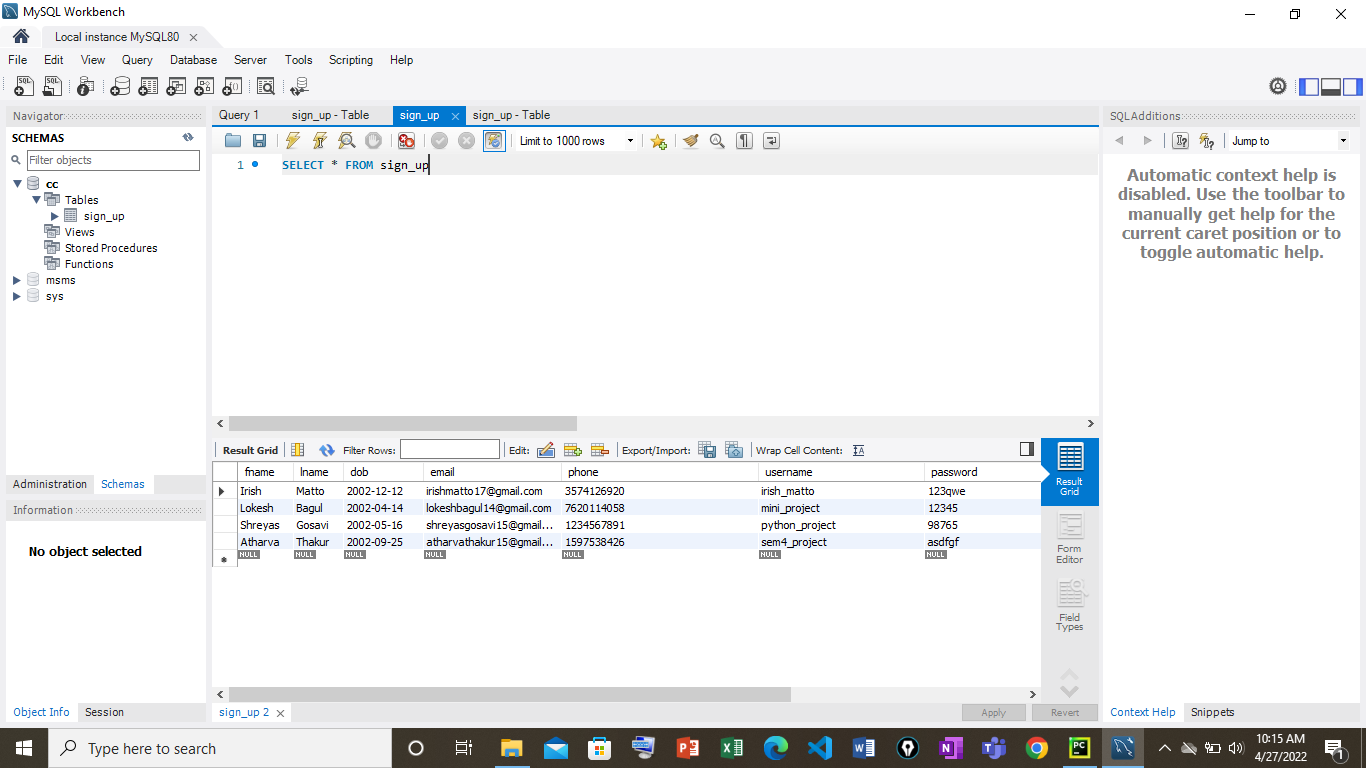 MySQL Workbench
Local instance MySQL80
File Edit View Query Database Server Tools Scripting Help
Navigator
SCHEMAS
Filter objects
cc
Tables
sign_up
Views
Stored Procedures
Functions
msms
sys
Administration Schemas
Information
No object selected
Object Info Session
Query 1 sign_up - Table sign_up sign_up - Table
Limit to 1000 rows
1 SELECT * FROM sign_up
Result Grid Filter Rows: Edit: Export/Import: Wrap Cell Content:
fname lname dob email phone username password
Irish Matto 2002-12-12 irishmatto17@gmail.com 3574126920 irish_matto 123qwe
Lokesh Bagul 2002-04-14 lokeshbagul14@gmail.com 7620114058 mini_project 12345
Shreyas Gosavi 2002-05-16 shreyasgosavi15@gmail... 1234567891 python_project 98765
Atharva Thakur 2002-09-25 atharvathakur15@gmail... 1597538426 sem4_project asdfgf
NULL NULL NULL NULL NULL NULL NULL
Result
Grid
Form
Editor
Field
Types
sign_up 2
Apply Revert
SQLAdditions
Jump to
Automatic context help is
disabled. Use the toolbar to
manually get help for the
current caret position or to
toggle automatic help.
Context Help Snippets
Type here to search
10:15 AM
4/27/2022
1